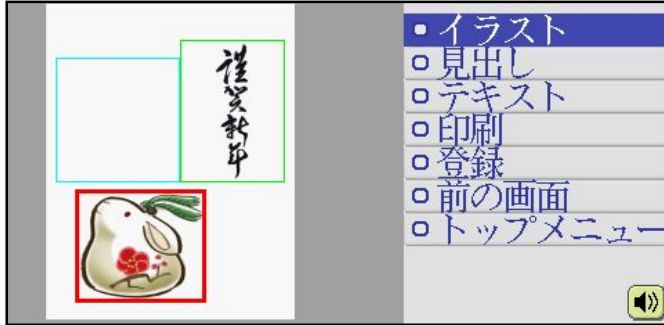 謹賀新年
イラスト
見出し
テキスト
印刷
登録
前の画面
トップメニュー